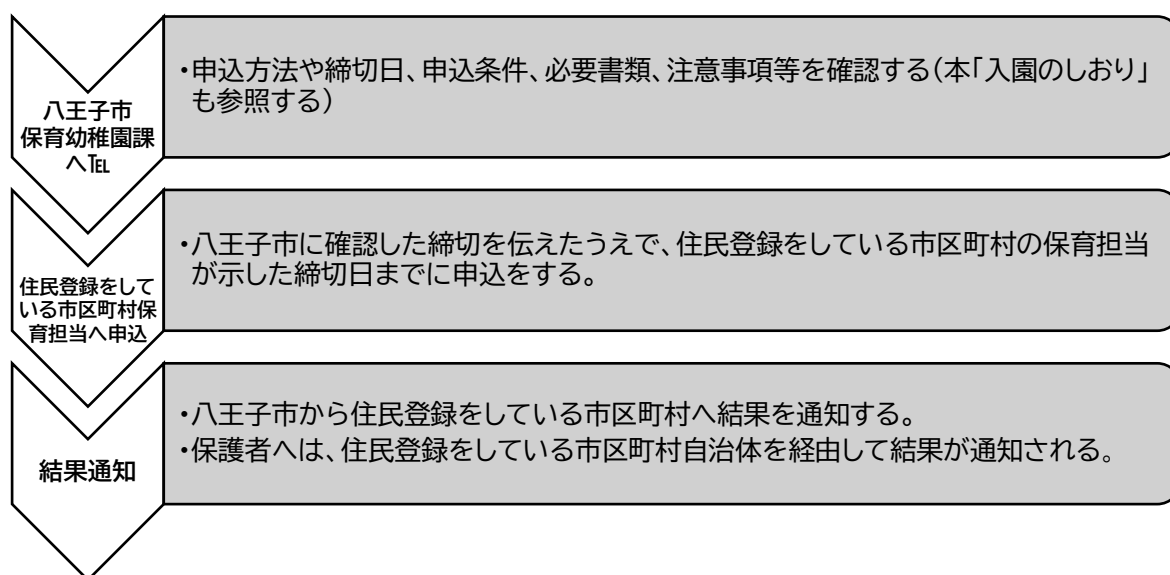 八王子市
保育幼稚園課
へ℡
・申込方法や締切日、申込条件、必要書類、注意事項等を確認する(本「入園のしおり」
も参照する)
住民登録をして
いる市区町村保
育担当へ申込
・八王子市に確認した締切を伝えたうえで、住民登録をしている市区町村の保育担当
が示した締切日までに申込をする。
結果通知
・八王子市から住民登録をしている市区町村へ結果を通知する。
・保護者へは、住民登録をしている市区町村自治体を経由して結果が通知される。